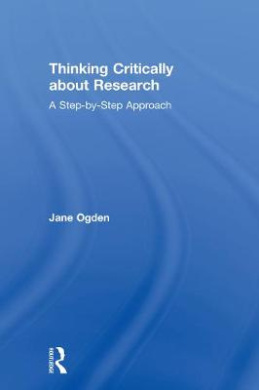 Thinking Critically
about Research
A Step-by-Step Approach
Jane Ogden
ROUTLEDGE